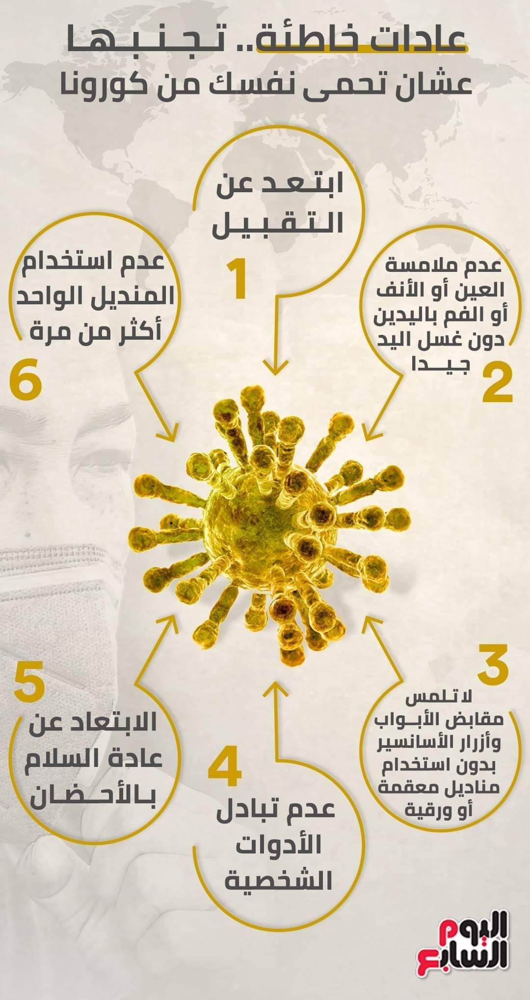 عادات خاطئة.. تجنبها
عشان تحمى نفسك من كورونا
ابتعد عن
التقبيل
1
عدم ملامسة
العين أو الأنف
أو الفم باليدين
دون غسل اليد
جيدا
2
3
لا تلمس
مقابض الأبواب
وأزرار الأسانسير
بدون استخدام
مناديل معقمة
أو ورقية
4
عدم تبادل
الأدوات
الشخصية
5
الابتعاد عن
عادة السلام
بالأحضان
عدم استخدام
المنديل الواحد
أكثر من مرة
6
اليوم
السابع